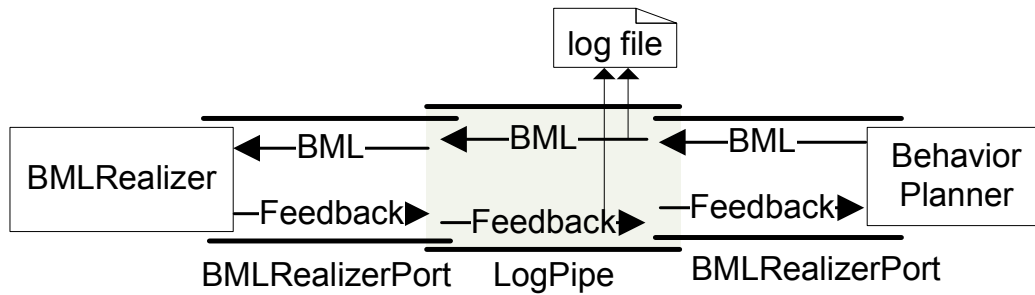 log file
BML
BML
BML
BMLRealizer
Behavior
Planner
Feedback
Feedback
Feedback
BMLRealizerPort
LogPipe
BMLRealizerPort